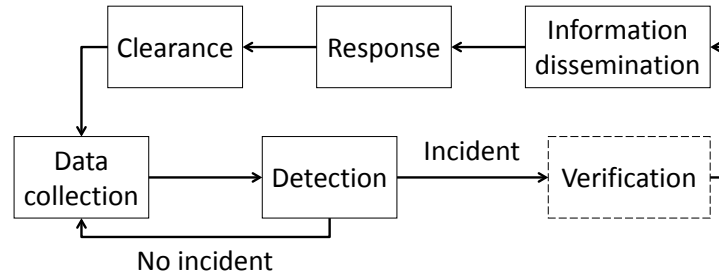 Clearance
Response
Information
dissemination
Data
collection
Detection
Incident
Verification
No incident